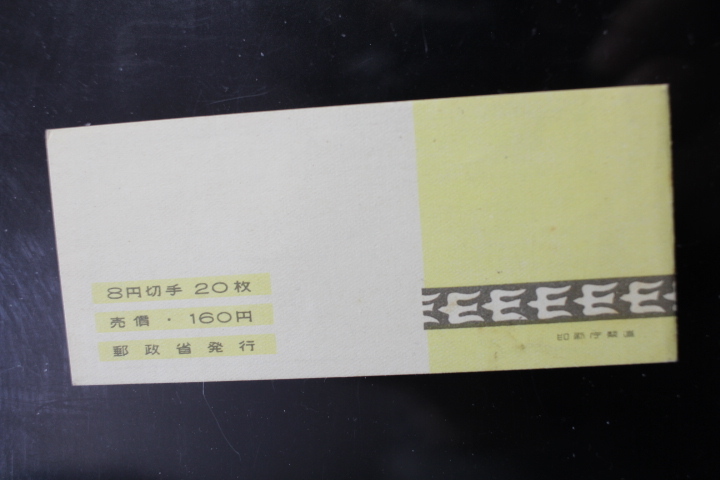 8円切手 20枚
売価・160円
郵政省発行
印刷庁製造